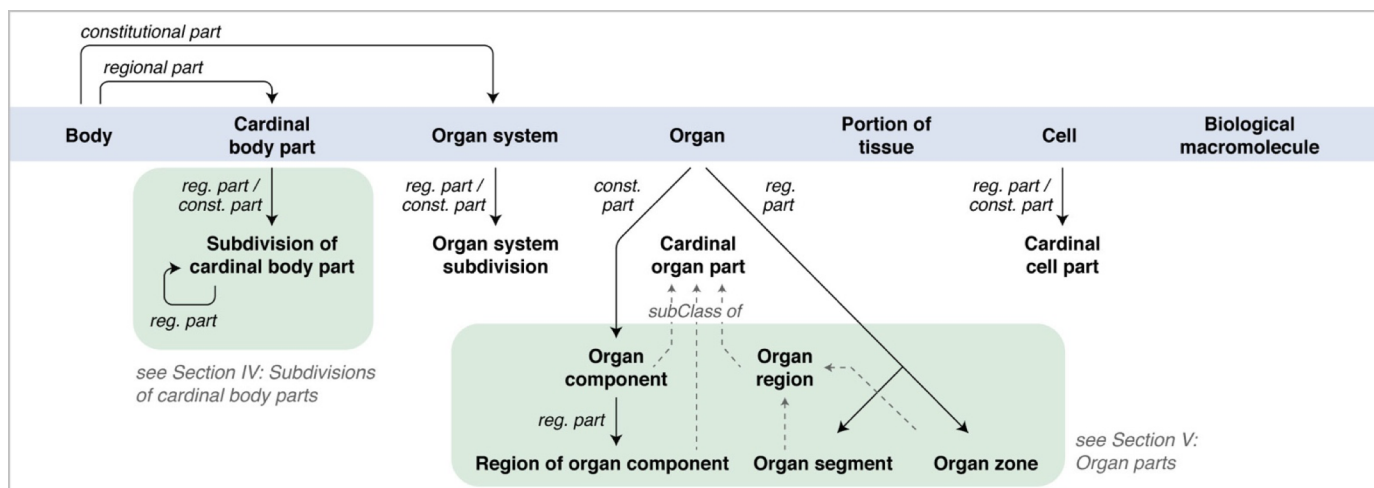 constitutional part
regional part
Body
Cardinal
body part
Organ system
Organ
Portion of
tissue
Cell
Biological
macromolecule
reg. part /
const. part
reg. part /
const. part
const.
part
reg.
part
reg. part /
const. part
Subdivision of
cardinal body part
reg. part
Organ system
subdivision
Cardinal
organ part
Cardinal
cell part
subClass of
see Section IV: Subdivisions
of cardinal body parts
Organ
component
Organ
region
reg. part
Region of organ component
Organ segment
Organ zone
see Section V:
Organ parts